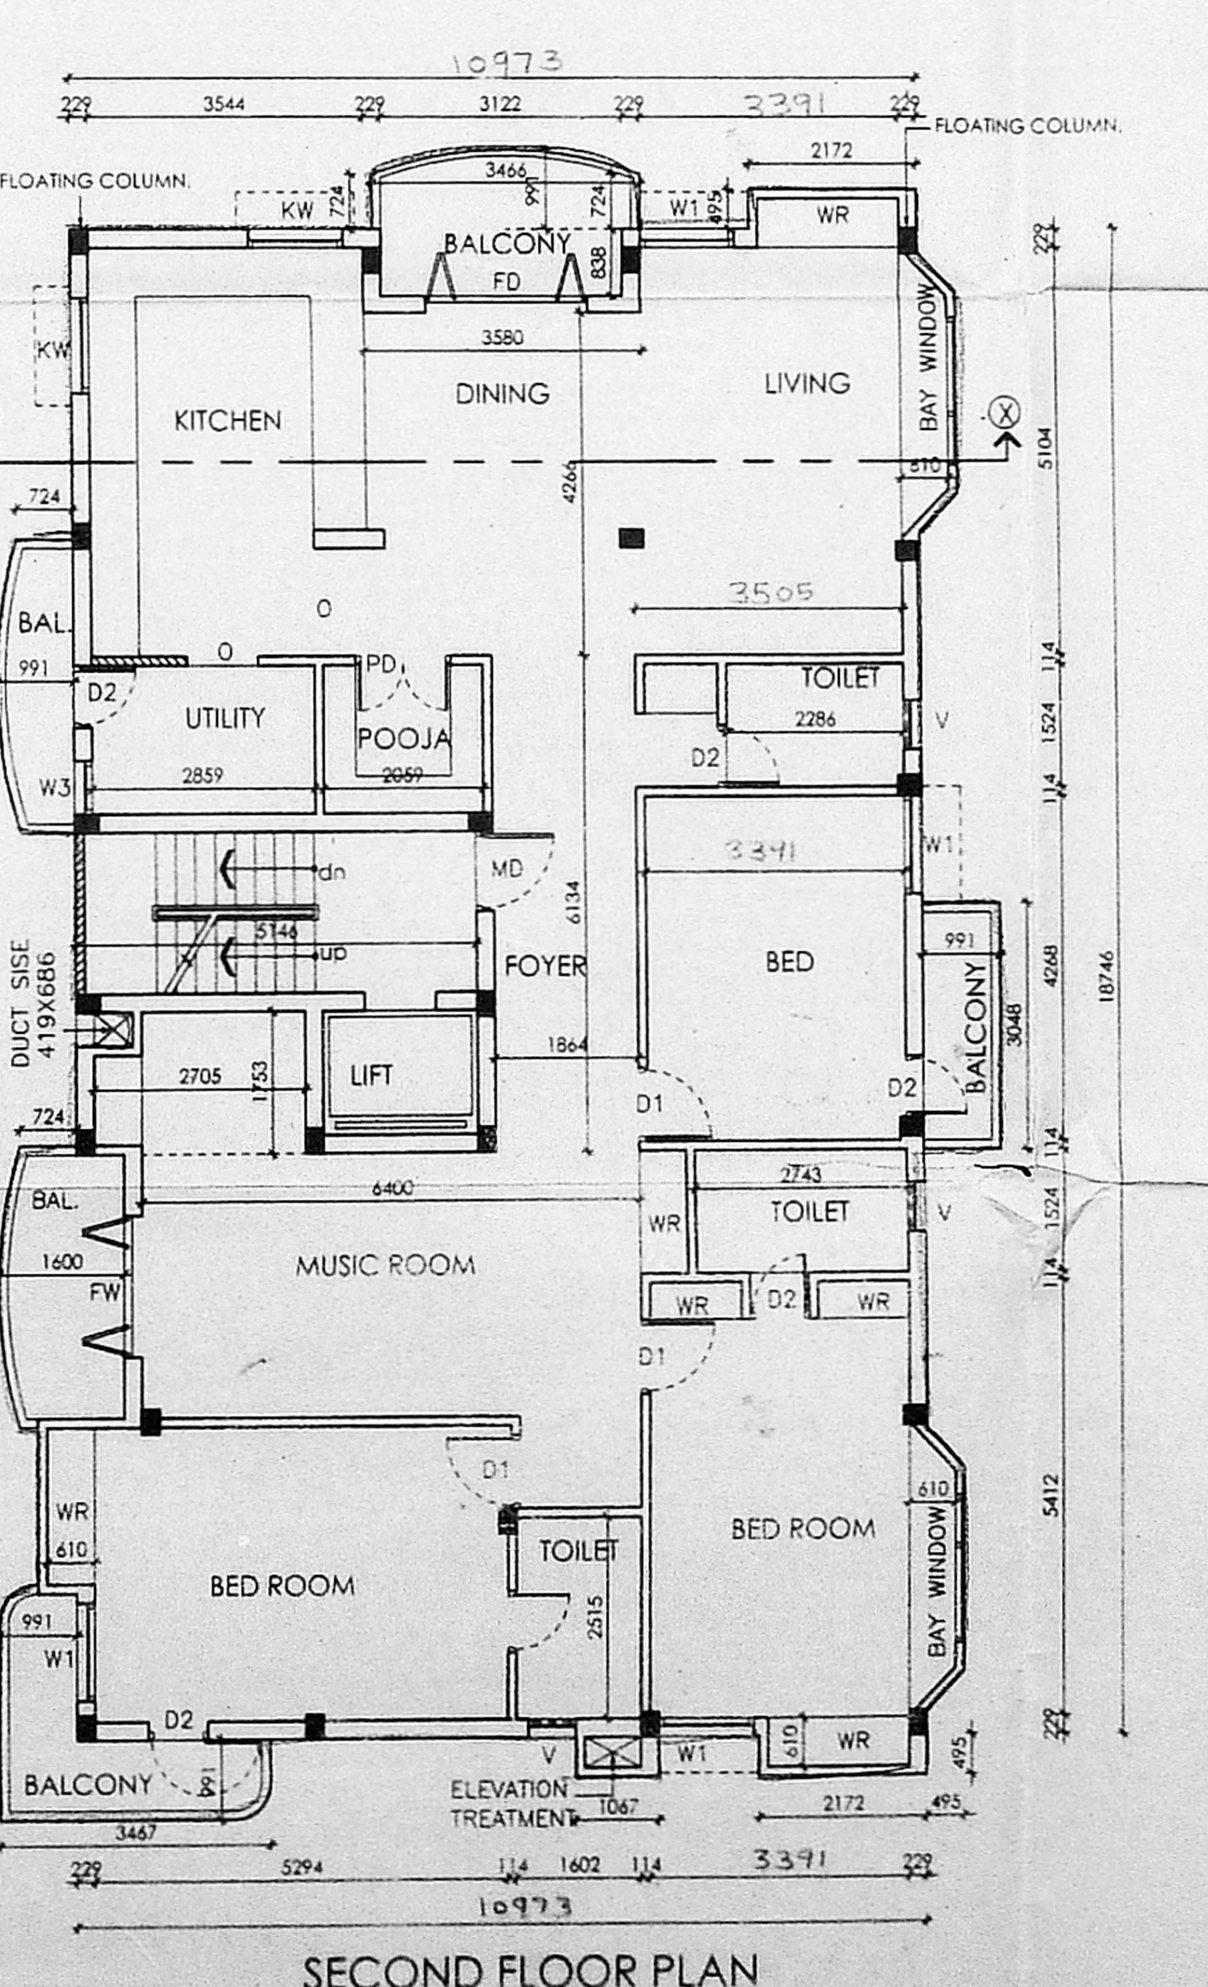 10973
229 3544 229 3122 229 3391 229
FLOATING COLUMN.
2172
FLOATING COLUMN.
3466
991
724
724
KW
W1
495
WR
BALCONY
838
FD
229
KW
3580
BAY WINDOW
DINING
LIVING
KITCHEN
X
5104
810
4266
724
3505
O
BAL.
O
PD
991
D2
TOILET
114
UTILITY
2286
V
1524
POOJA
D2
2859
2059
W3
114
3391
W1
MD
dn
6134
5146
up
991
FOYER
BED
4268
18746
DUCT SISE
419X686
BALCONY
3048
1864
2705
1753
LIFT
D2
D1
724
114
2743
6400
BAL.
WR
TOILET
V
1524
MUSIC ROOM
1600
114
FW
WR
D2
WR
D1
D1
610
WR
BED ROOM
BAY WINDOW
5412
610
TOILET
BED ROOM
2515
991
W1
D2
229
V
W1
610
WR
495
BALCONY
991
ELEVATION
TREATMENT
1067
2172
495
3467
229 5294 114 1602 114 3391 229
10973
SECOND FLOOR PLAN